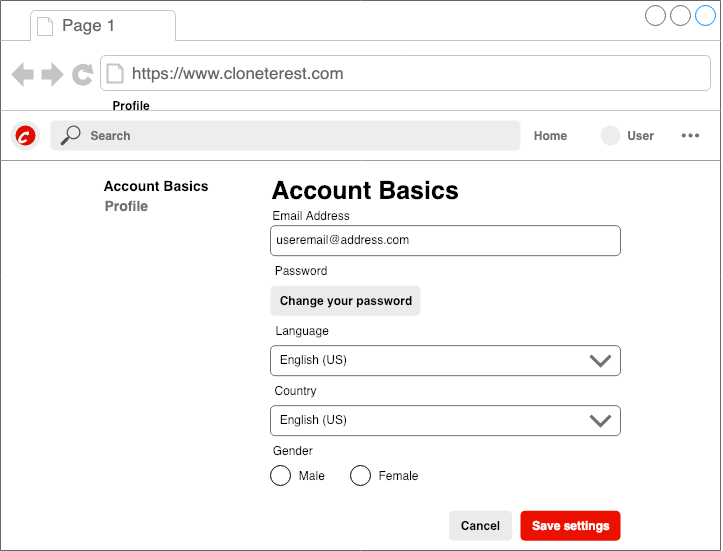 Page 1
https://www.cloneterest.com
Profile
Search
Home
User
Account Basics
Profile
Account Basics
Email Address
useremail@address.com
Password
Change your password
Language
English (US)
Country
English (US)
Gender
Male
Female
Cancel
Save settings